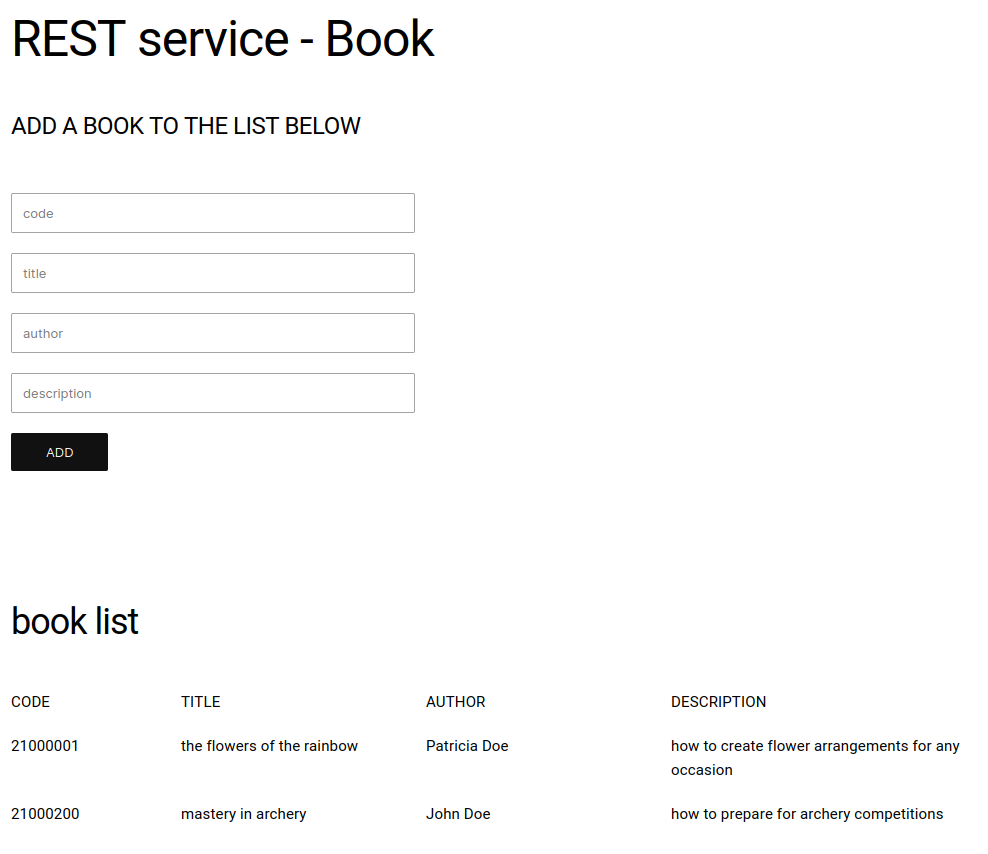 REST service - Book
ADD A BOOK TO THE LIST BELOW
code
title
author
description
ADD
book list
CODE TITLE AUTHOR DESCRIPTION
21000001 the flowers of the rainbow Patricia Doe how to create flower arrangements for any
occasion
21000200 mastery in archery John Doe how to prepare for archery competitions